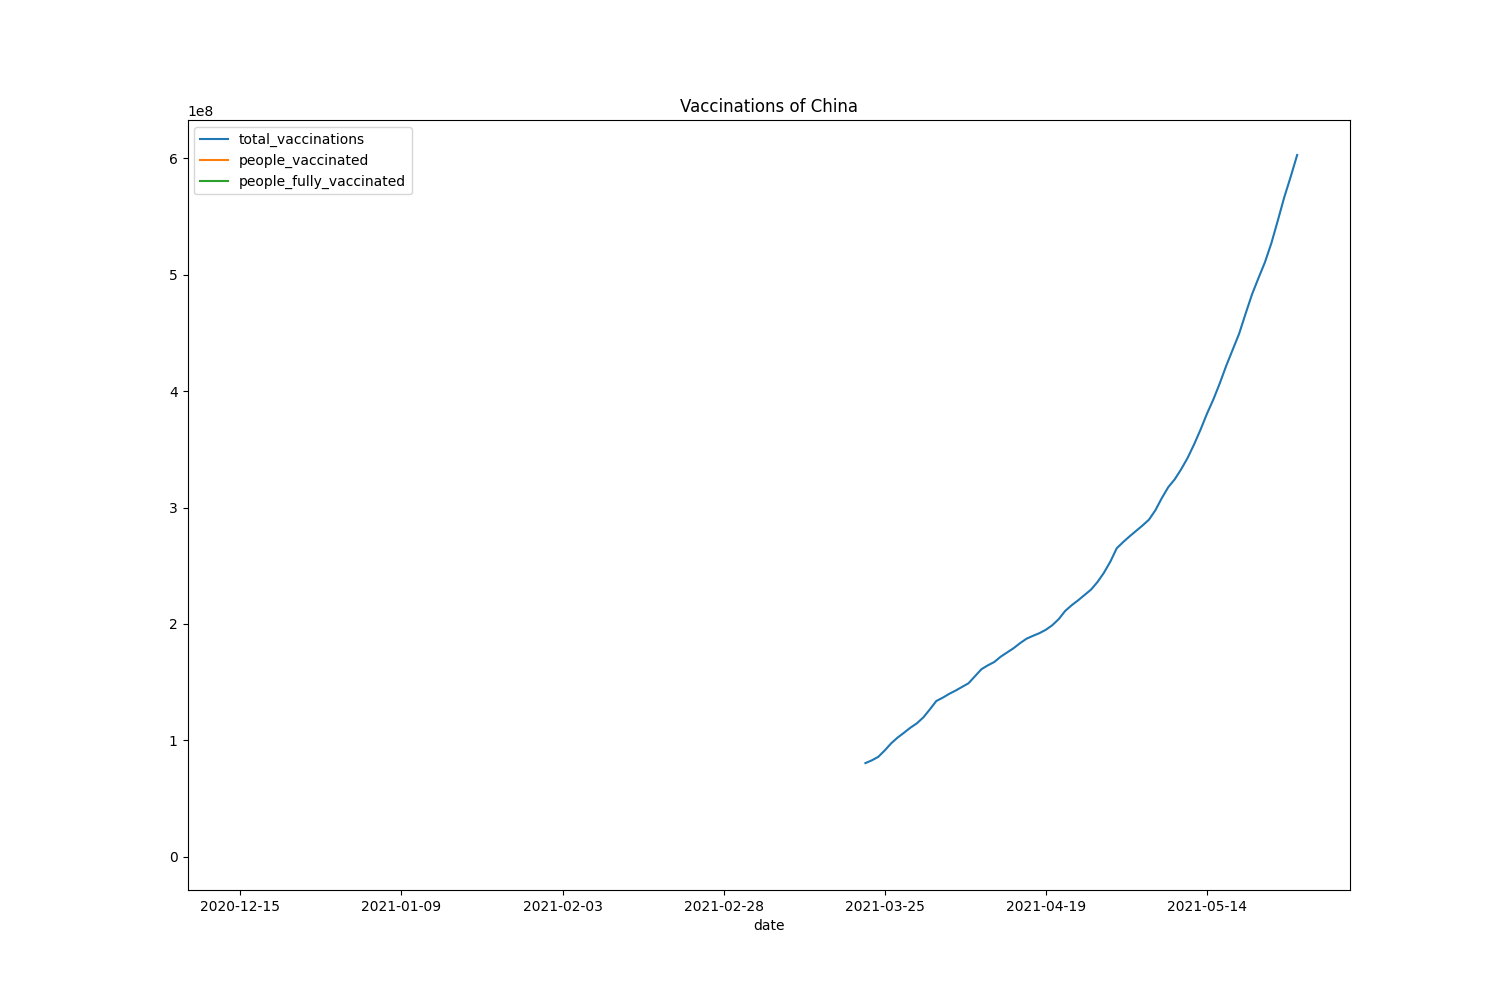 Vaccinations of China
1e8
total_vaccinations
people_vaccinated
people_fully_vaccinated
6
5
4
3
2
1
0
2020-12-15 2021-01-09 2021-02-03 2021-02-28 2021-03-25 2021-04-19 2021-05-14
date